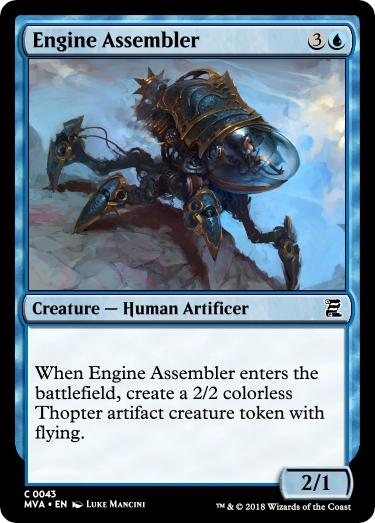 Engine Assembler 3
Creature — Human Artificer
When Engine Assembler enters the
battlefield, create a 2/2 colorless
Thopter artifact creature token with
flying.
2/1
C 0043
MVA • EN Luke Mancini
™ & © 2018 Wizards of the Coast